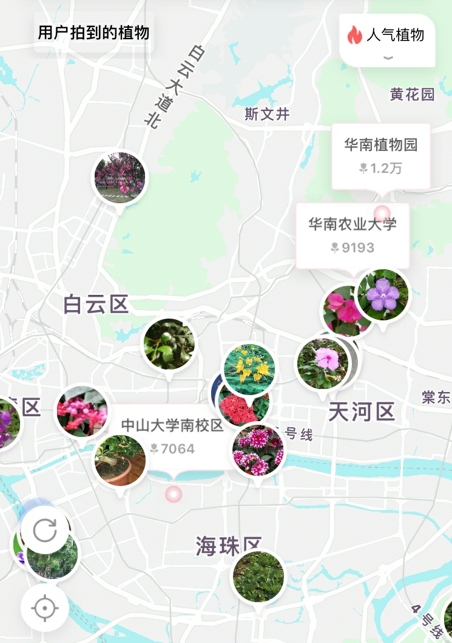 用户拍到的植物
人气植物
白云大道北
黄花园
斯文井
华南植物园
1.2万
华南农业大学
9193
白云区
天河区
棠东
区
中山大学南校区
7064
号线
海珠区
4号线